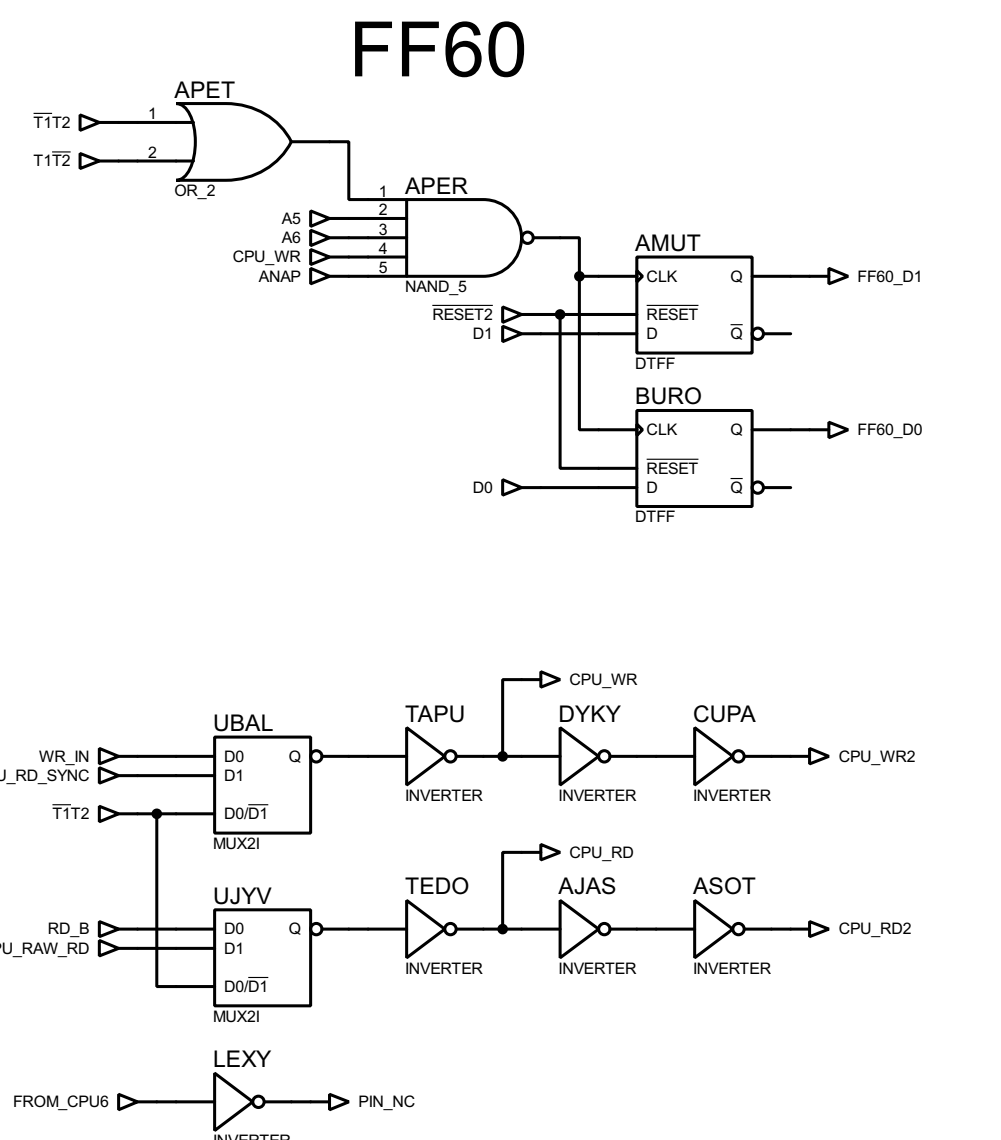 FF60
APET
T̅1̅T2
1
T1T̅2̅
2
OR_2
APER
1
A5
2
A6
3
CPU_WR
4
ANAP
5
NAND_5
AMUT
CLK
Q
FF60_D1
R̅E̅S̅E̅T̅2̅
R̅E̅S̅E̅T̅
D1
D
Q̅
DTFF
BURO
CLK
Q
FF60_D0
R̅E̅S̅E̅T̅
D0
D
Q̅
DTFF
CPU_WR
UBAL
TAPU
DYKY
CUPA
WR_IN
D0
Q
CPU_WR2
U_RD_SYNC
D1
INVERTER
INVERTER
INVERTER
T̅1̅T2
D0/D̅1̅
MUX2I
CPU_RD
UJYV
TEDO
AJAS
ASOT
RD_B
D0
Q
CPU_RD2
PU_RAW_RD
D1
INVERTER
INVERTER
INVERTER
D0/D̅1̅
MUX2I
LEXY
FROM_CPU6
PIN_NC
INVERTER